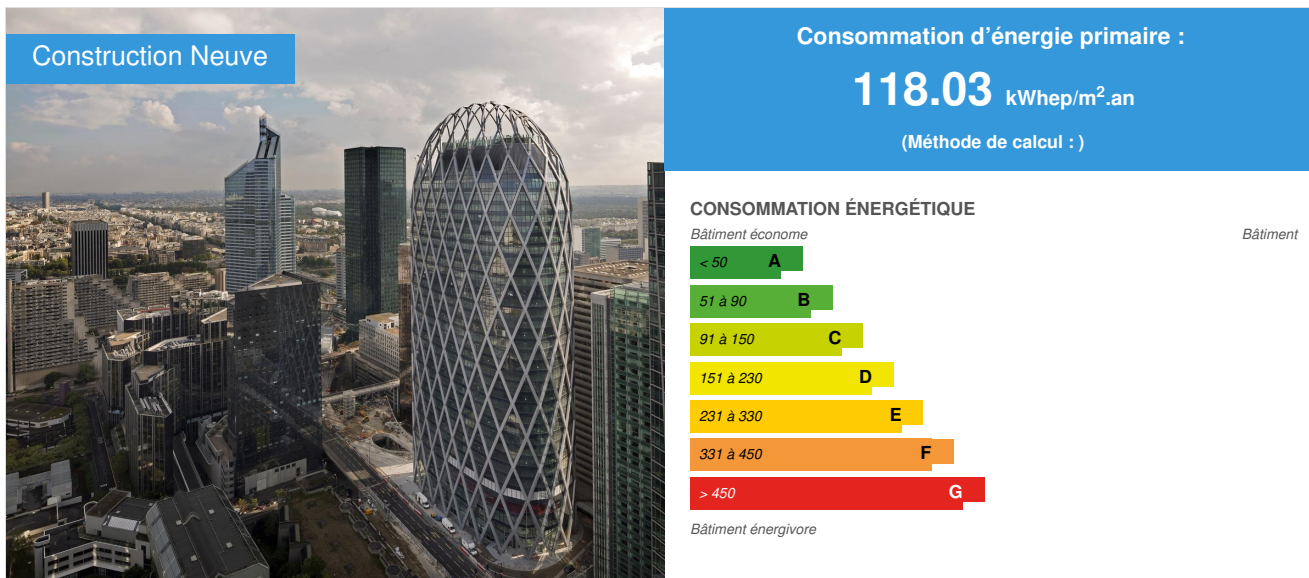 Construction Neuve
Consommation d'énergie primaire :
118.03 kWhep/m².an
(Méthode de calcul : )
CONSOMMATION ÉNERGÉTIQUE
Bâtiment économe
Bâtiment
< 50 A
51 à 90 B
91 à 150 C
151 à 230 D
231 à 330 E
331 à 450 F
> 450 G
Bâtiment énergivore